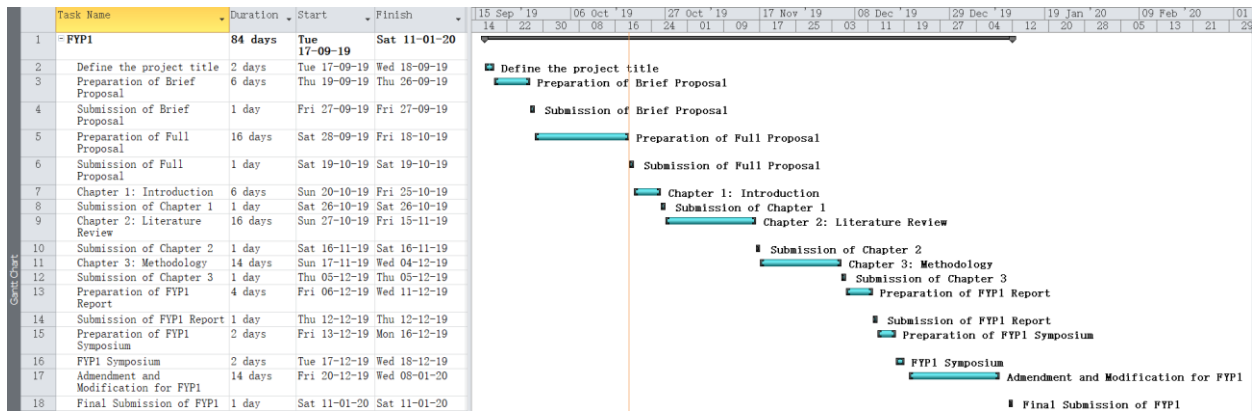 Task Name Duration Start Finish 15 Sep '19 06 Oct '19 27 Oct '19 17 Nov '19 08 Dec '19 29 Dec '19 19 Jan '20 09 Feb '20 01
14 22 30 08 16 24 01 09 17 25 03 11 19 27 04 12 20 28 05 13 21 29
1 FYP1 84 days Tue 17-09-19 Sat 11-01-20
2 Define the project title 2 days Tue 17-09-19 Wed 18-09-19 Define the project title
3 Preparation of Brief Proposal 6 days Thu 19-09-19 Thu 26-09-19 Preparation of Brief Proposal
4 Submission of Brief Proposal 1 day Fri 27-09-19 Fri 27-09-19 Submission of Brief Proposal
5 Preparation of Full Proposal 16 days Sat 28-09-19 Fri 18-10-19 Preparation of Full Proposal
6 Submission of Full Proposal 1 day Sat 19-10-19 Sat 19-10-19 Submission of Full Proposal
7 Chapter 1: Introduction 6 days Sun 20-10-19 Fri 25-10-19 Chapter 1: Introduction
8 Submission of Chapter 1 1 day Sat 26-10-19 Sat 26-10-19 Submission of Chapter 1
9 Chapter 2: Literature Review 16 days Sun 27-10-19 Fri 15-11-19 Chapter 2: Literature Review
10 Submission of Chapter 2 1 day Sat 16-11-19 Sat 16-11-19 Submission of Chapter 2
11 Chapter 3: Methodology 14 days Sun 17-11-19 Wed 04-12-19 Chapter 3: Methodology
12 Submission of Chapter 3 1 day Thu 05-12-19 Thu 05-12-19 Submission of Chapter 3
13 Preparation of FYP1 Report 4 days Fri 06-12-19 Wed 11-12-19 Preparation of FYP1 Report
14 Submission of FYP1 Report 1 day Thu 12-12-19 Thu 12-12-19 Submission of FYP1 Report
15 Preparation of FYP1 Symposium 2 days Fri 13-12-19 Mon 16-12-19 Preparation of FYP1 Symposium
16 FYP1 Symposium 2 days Tue 17-12-19 Wed 18-12-19 FYP1 Symposium
17 Admendment and Modification for FYP1 14 days Fri 20-12-19 Wed 08-01-20 Admendment and Modification for FYP1
18 Final Submission of FYP1 1 day Sat 11-01-20 Sat 11-01-20 Final Submission of FYP1
Gantt Chart